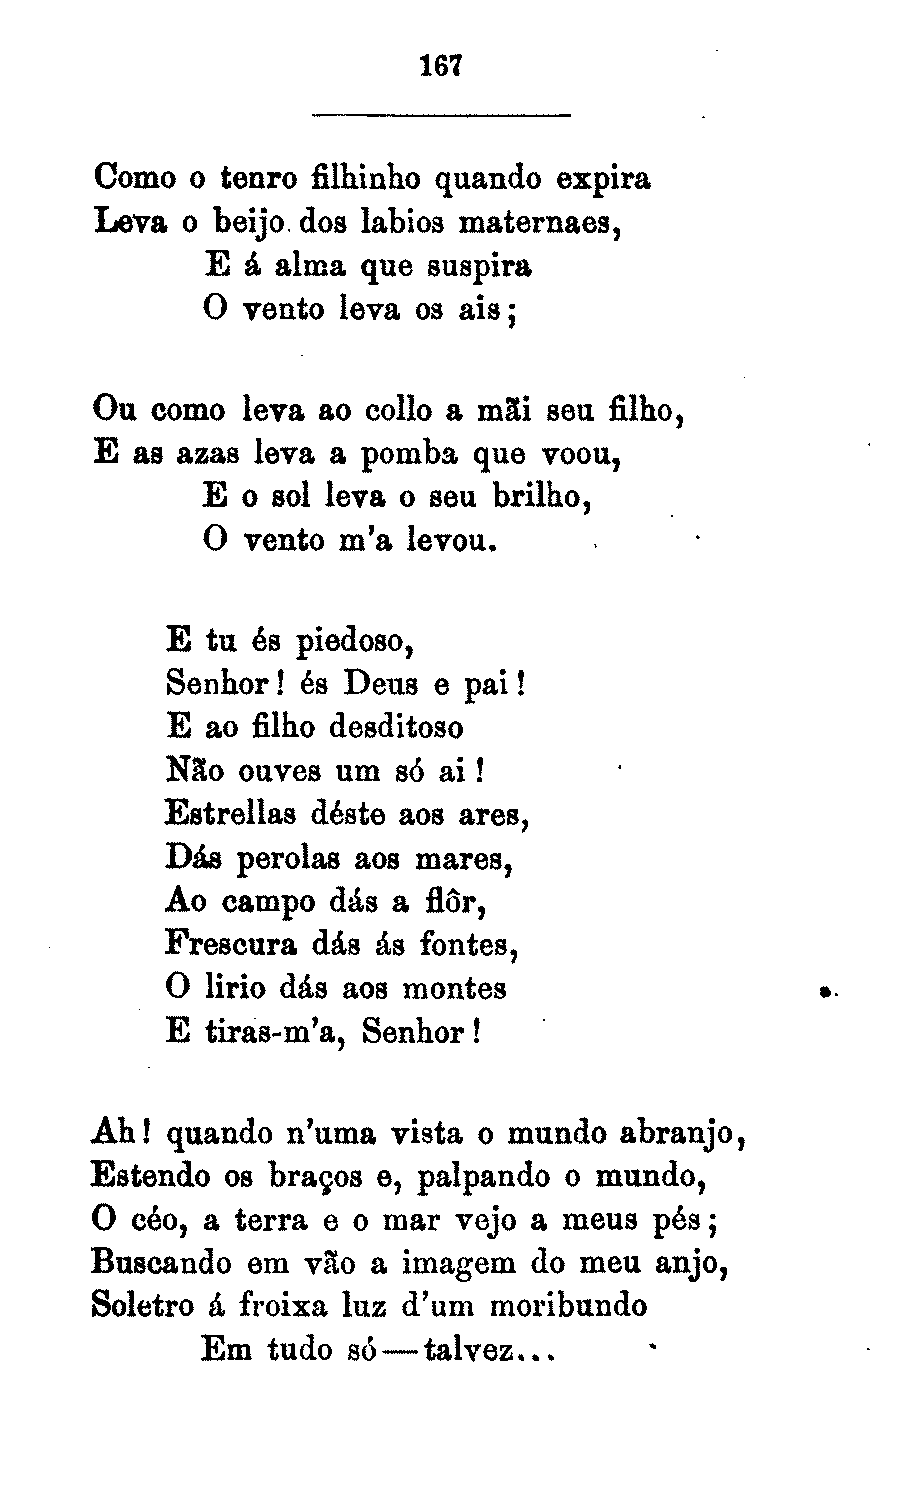 167
Como o tenro filhinho quando expira
Leva o beijo dos labios maternaes,
E á alma que suspira
O vento leva os ais;
Ou como leva ao collo a mãi seu filho,
E as azas leva a pomba que voou,
E o sol leva o seu brilho,
O vento m'a levou.
E tu és piedoso,
Senhor! és Deus e pai!
E ao filho desditoso
Não ouves um só ai!
Estrellas déste aos ares,
Dás perolas aos mares,
Ao campo dás a flôr,
Frescura dás ás fontes,
O lirio dás aos montes
E tiras-m'a, Senhor!
Ah! quando n'uma vista o mundo abranjo,
Estendo os braços e, palpando o mundo,
O céo, a terra e o mar vejo a meus pés;
Buscando em vão a imagem do meu anjo,
Soletro á froixa luz d'um moribundo
Em tudo só—talvez...